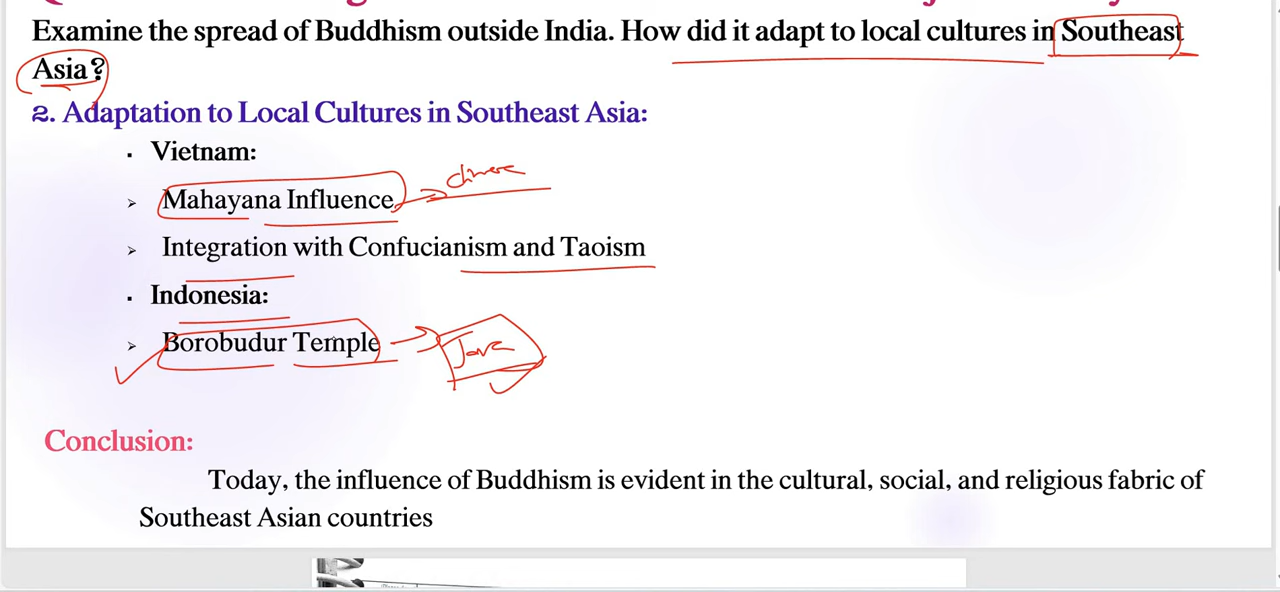 Examine the spread of Buddhism outside India. How did it adapt to local cultures in Southeast
Asia?
2. Adaptation to Local Cultures in Southeast Asia:
▪ Vietnam:
chinese
➢ Mahayana Influence
➢ Integration with Confucianism and Taoism
▪ Indonesia:
➢ Borobudur Temple
Java
Conclusion:
Today, the influence of Buddhism is evident in the cultural, social, and religious fabric of
Southeast Asian countries